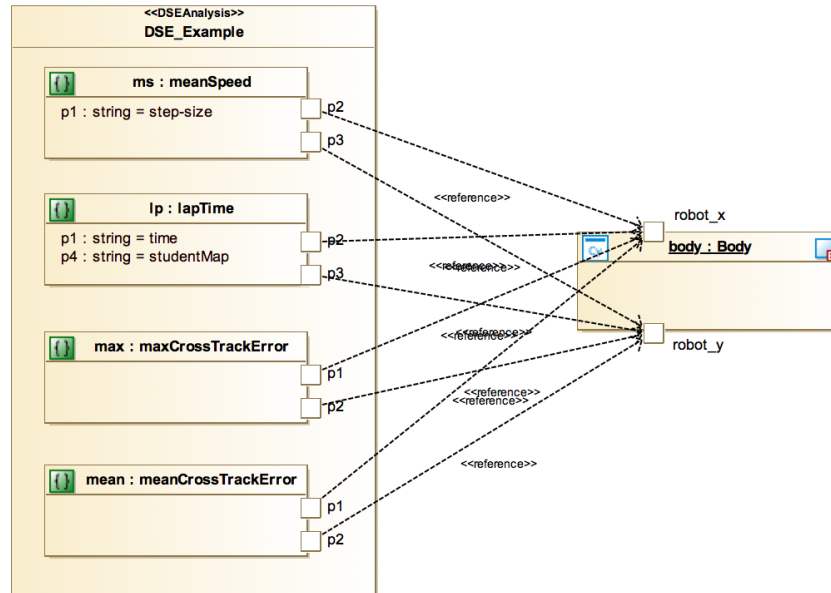 <<DSEAnalysis>>
DSE_Example
ms : meanSpeed
p1 : string = step-size
p2
p3
<<reference>>
lp : lapTime
p1 : string = time
p4 : string = studentMap
p2
p3
robot_x
body : Body
<<reference>>
<<reference>>
robot_y
max : maxCrossTrackError
p1
p2
<<reference>>
<<reference>>
<<reference>>
<<reference>>
mean : meanCrossTrackError
p1
p2
<<reference>>